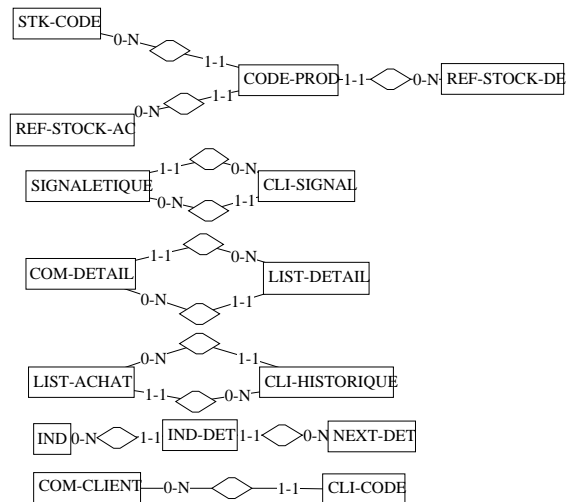 STK-CODE
0-N
1-1
CODE-PROD 1-1 0-N REF-STOCK-DE
0-N 1-1
REF-STOCK-AC
1-1 0-N
SIGNALETIQUE CLI-SIGNAL
0-N 1-1
1-1 0-N
COM-DETAIL LIST-DETAIL
0-N 1-1
0-N 1-1
LIST-ACHAT CLI-HISTORIQUE
1-1 0-N
IND 0-N 1-1 IND-DET 1-1 0-N NEXT-DET
COM-CLIENT 0-N 1-1 CLI-CODE